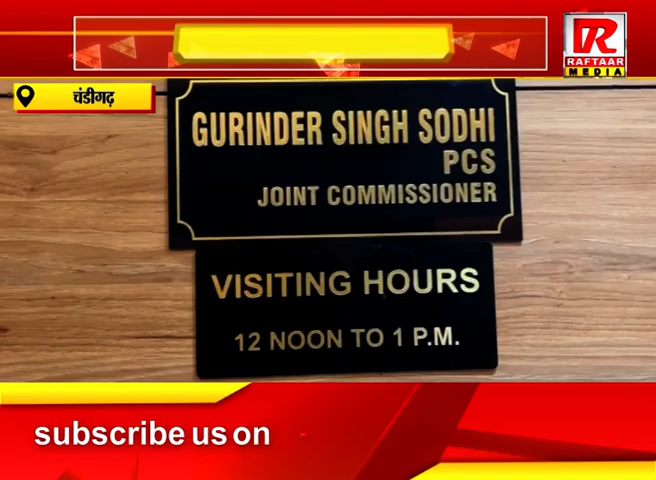 R
RAFTAAR
MEDIA
चंडीगढ़
GURINDER SINGH SODHI
PCS
JOINT COMMISSIONER
VISITING HOURS
12 NOON TO 1 P.M.
subscribe us on